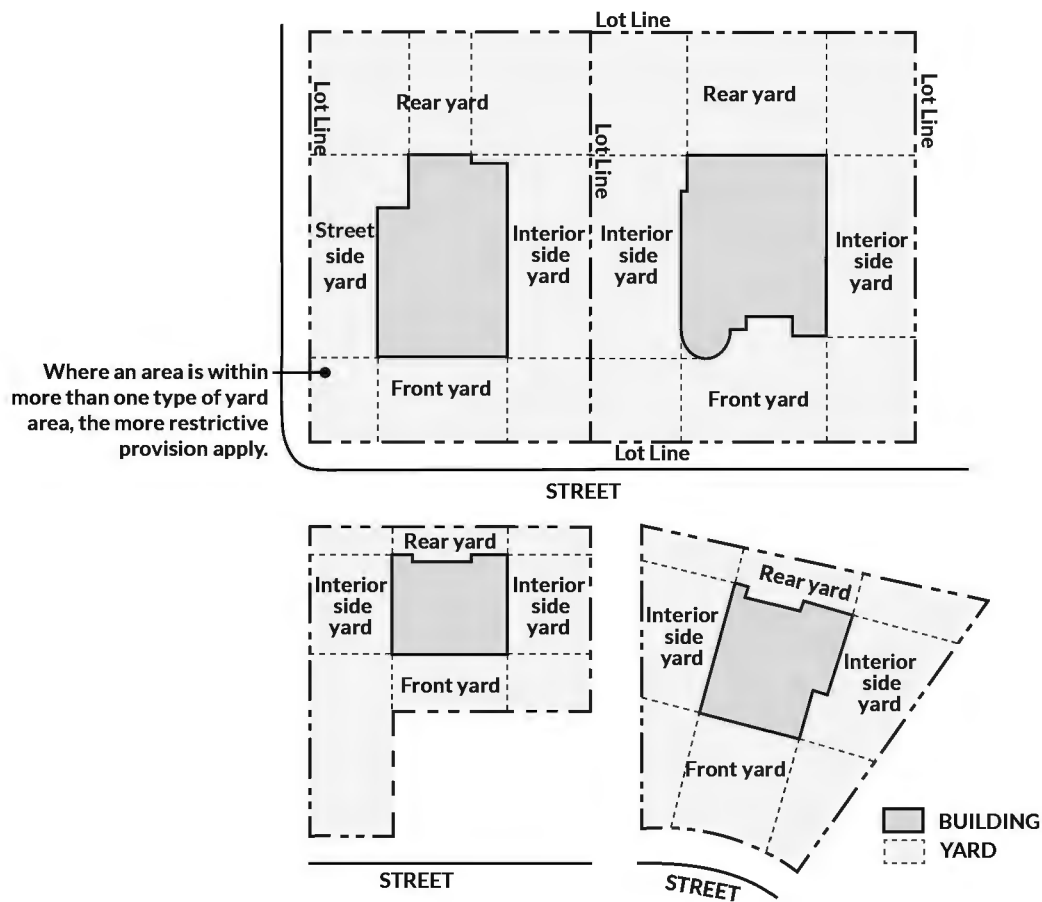 Lot Line
Lot Line
Rear yard
Lot Line
Rear yard
Lot Line
Street
side
yard
Interior
side
yard
Interior
side
yard
Interior
side
yard
Where an area is within
more than one type of yard
area, the more restrictive
provision apply.
Front yard
Front yard
Lot Line
STREET
Rear yard
Interior
side
yard
Interior
side
yard
Front yard
STREET
Rear yard
Interior
side
yard
Interior
side
yard
Front yard
STREET
BUILDING
YARD